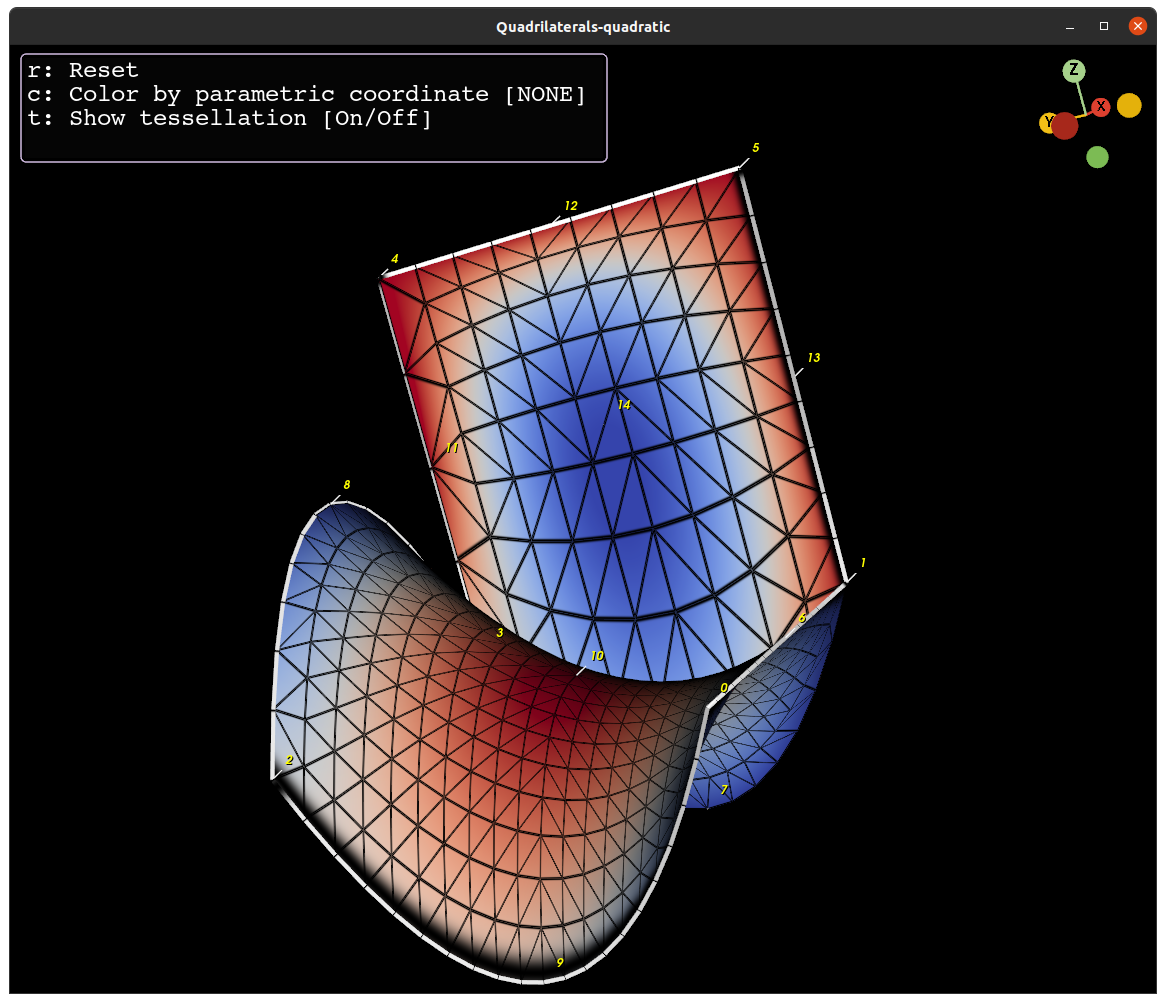 Quadrilaterals-quadratic
r: Reset
c: Color by parametric coordinate [NONE]
t: Show tessellation [On/Off]
Z
X
Y
5
12
4
13
14
11
8
1
6
3
10
0
2
7
9